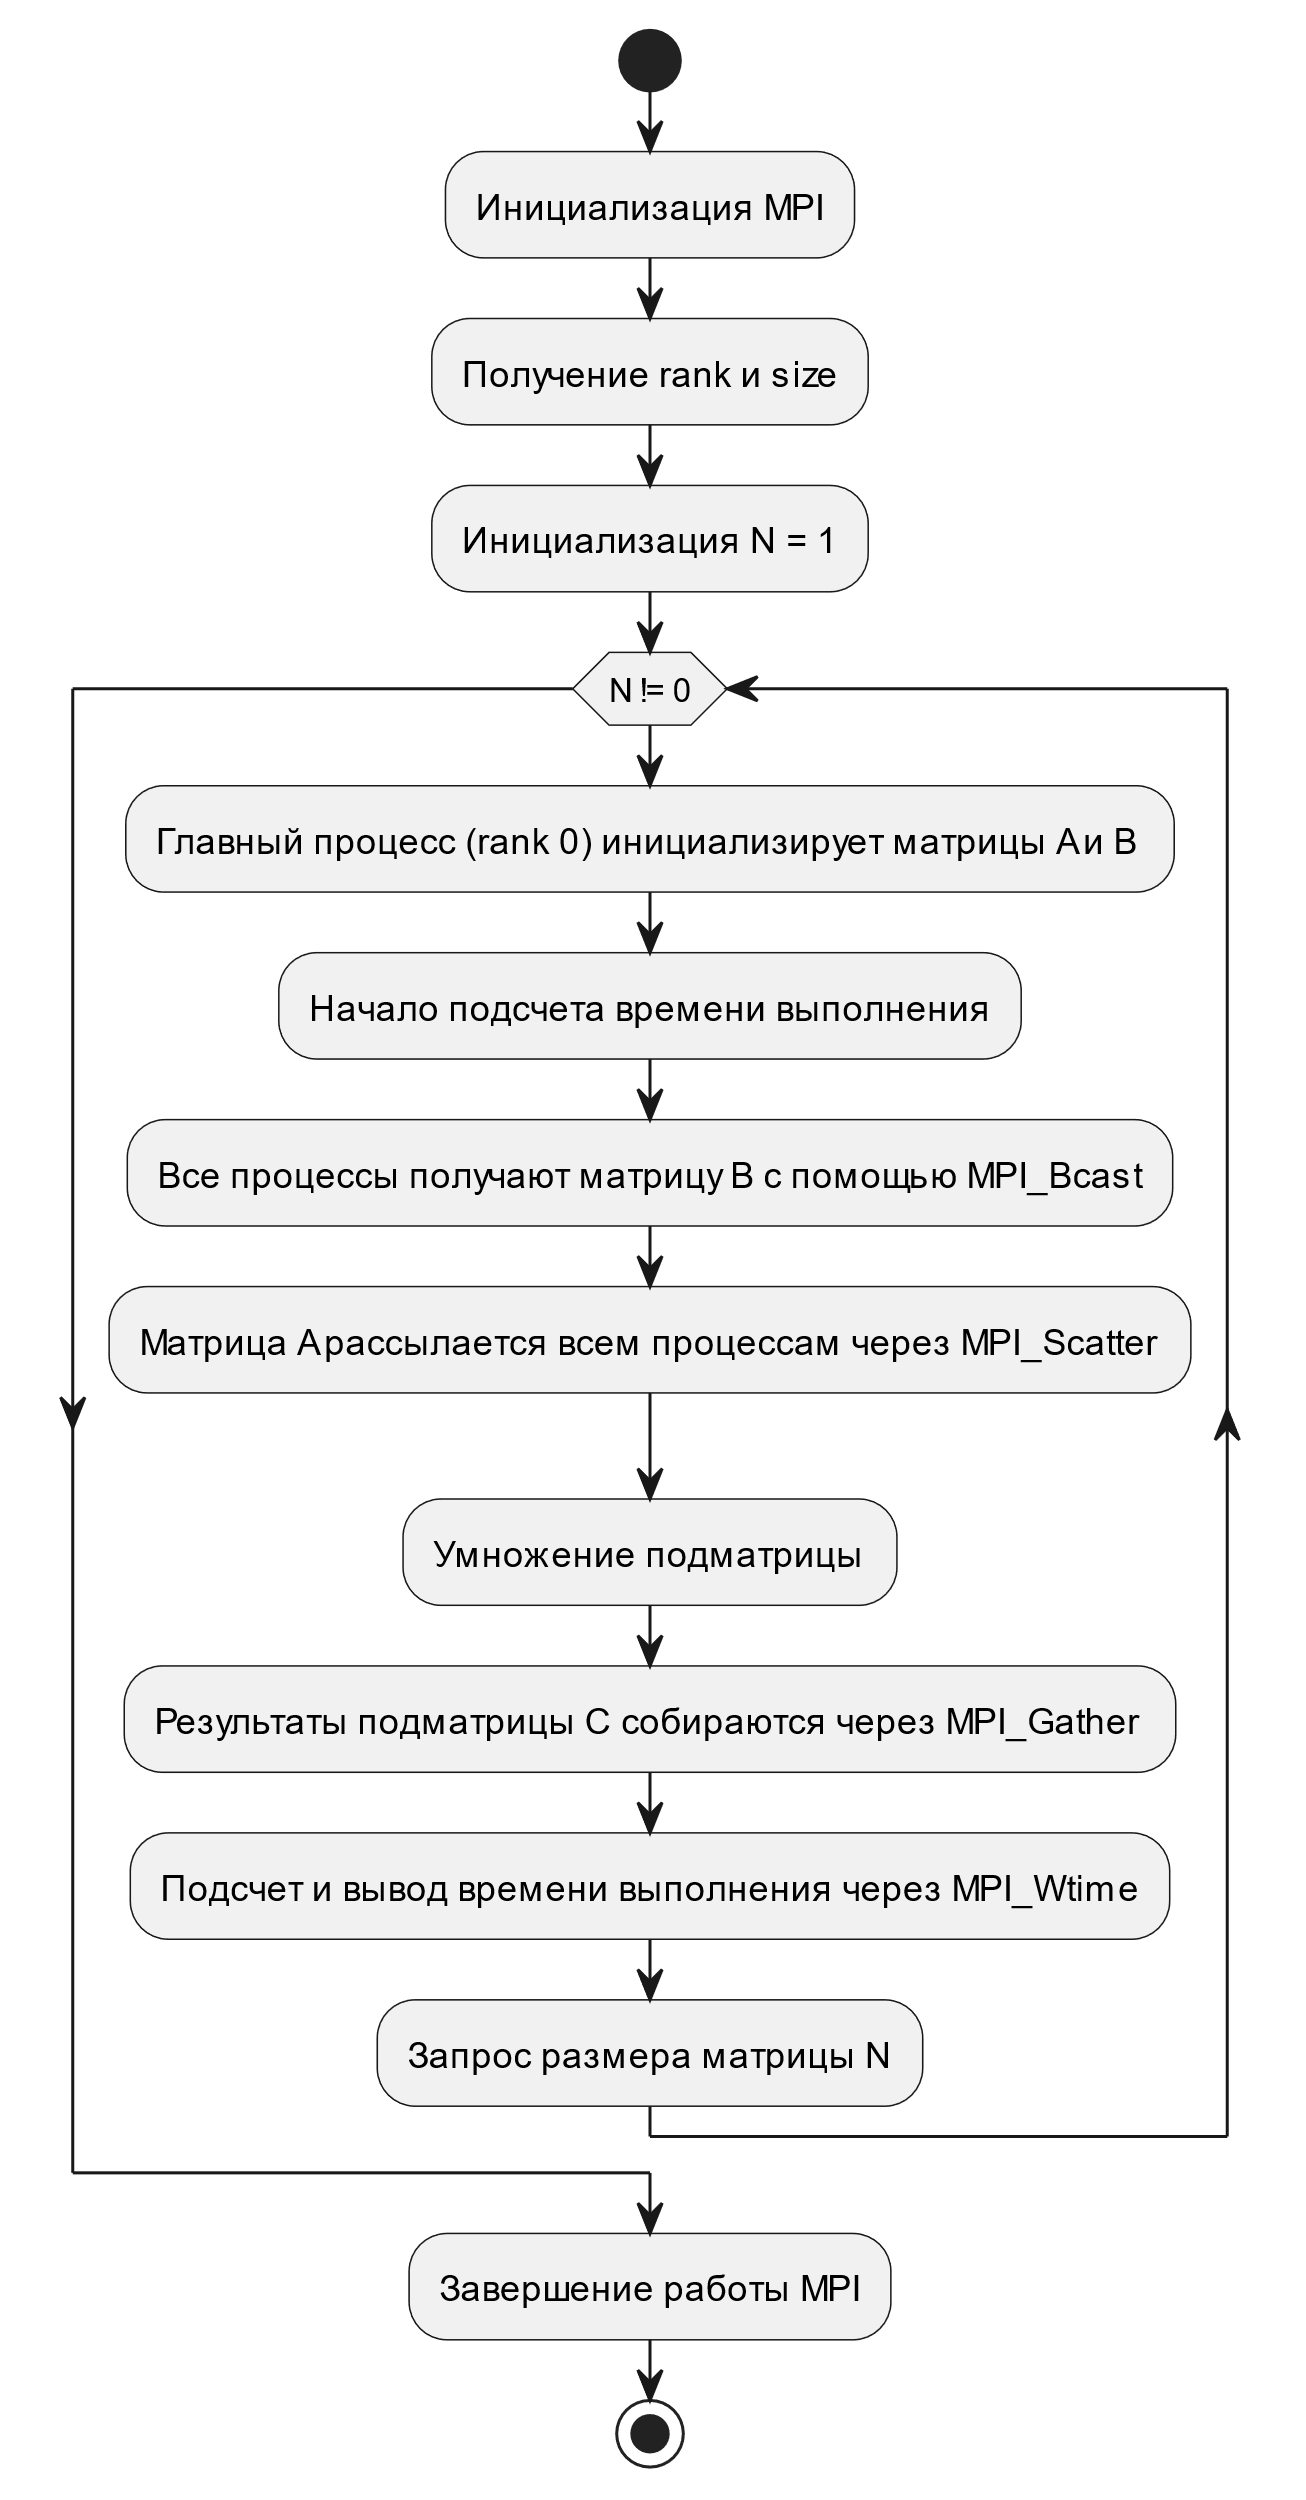 Инициализация MPI
Получение rank и size
Инициализация N = 1
N != 0
Главный процесс (rank 0) инициализирует матрицы A и B
Начало подсчета времени выполнения
Все процессы получают матрицу B с помощью MPI_Bcast
Матрица A рассылается всем процессам через MPI_Scatter
Умножение подматрицы
Результаты подматрицы C собираются через MPI_Gather
Подсчет и вывод времени выполнения через MPI_Wtime
Запрос размера матрицы N
Завершение работы MPI